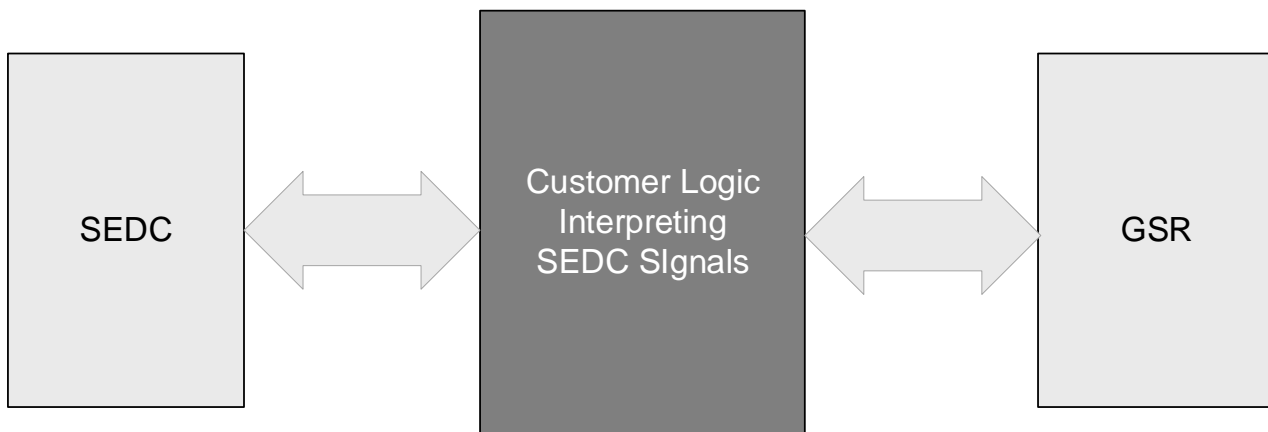 SEDC
Customer Logic
Interpreting
SEDC SIgnals
GSR